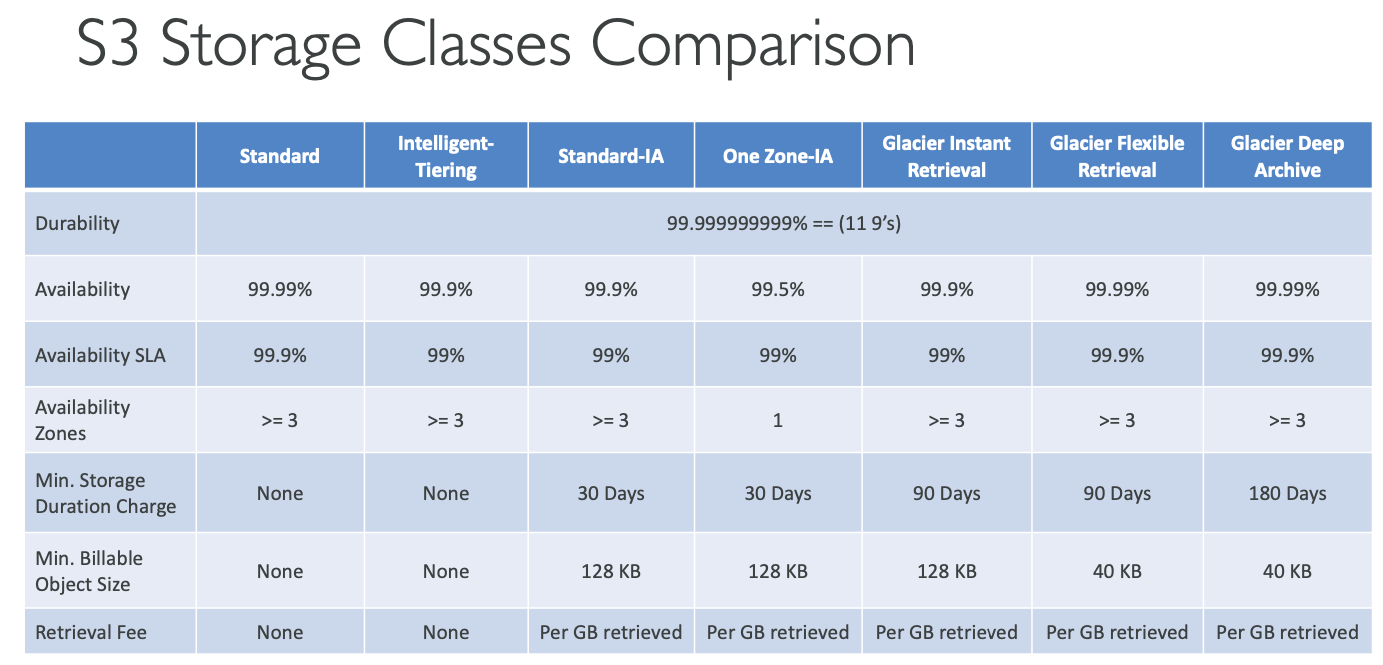 S3 Storage Classes Comparison
Standard
Intelligent-
Tiering
Standard-IA
One Zone-IA
Glacier Instant
Retrieval
Glacier Flexible
Retrieval
Glacier Deep
Archive
Durability
99.999999999% == (11 9’s)
Availability
99.99%
99.9%
99.9%
99.5%
99.9%
99.99%
99.99%
Availability SLA
99.9%
99%
99%
99%
99%
99.9%
99.9%
Availability
Zones
>= 3
>= 3
>= 3
1
>= 3
>= 3
>= 3
Min. Storage
Duration Charge
None
None
30 Days
30 Days
90 Days
90 Days
180 Days
Min. Billable
Object Size
None
None
128 KB
128 KB
128 KB
40 KB
40 KB
Retrieval Fee
None
None
Per GB retrieved
Per GB retrieved
Per GB retrieved
Per GB retrieved
Per GB retrieved